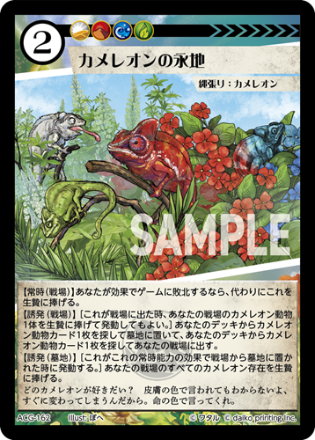 2
カメレオンの永地
縄張り：カメレオン
SAMPLE
【常時（戦場）】あなたが効果でゲームに敗北するなら、代わりにこれを
生贄に捧げる。
【誘発（戦場）】［これが戦場に出た時、あなたの戦場のカメレオン動物
1体を生贄に捧げて発動してもよい。］あなたのデッキからカメレオ
ン動物カード1枚を探して墓地に置いて、あなたのデッキからカメレ
オン動物カード1枚を探してあなたの戦場に出す。
【誘発（墓地）】［これがこれの常時能力の効果で戦場から墓地に置か
れた時に発動する。］あなたの戦場のすべてのカメレオン存在を生贄
に捧げる。
どのカメレオンが好きだい？　皮膚の色で言われてもわからないよ、
すぐに変わってしまうんだから。命の色で言ってくれないと。
ACG-162
Illust：ぼへ
©ワタル ©daiko printing,inc.